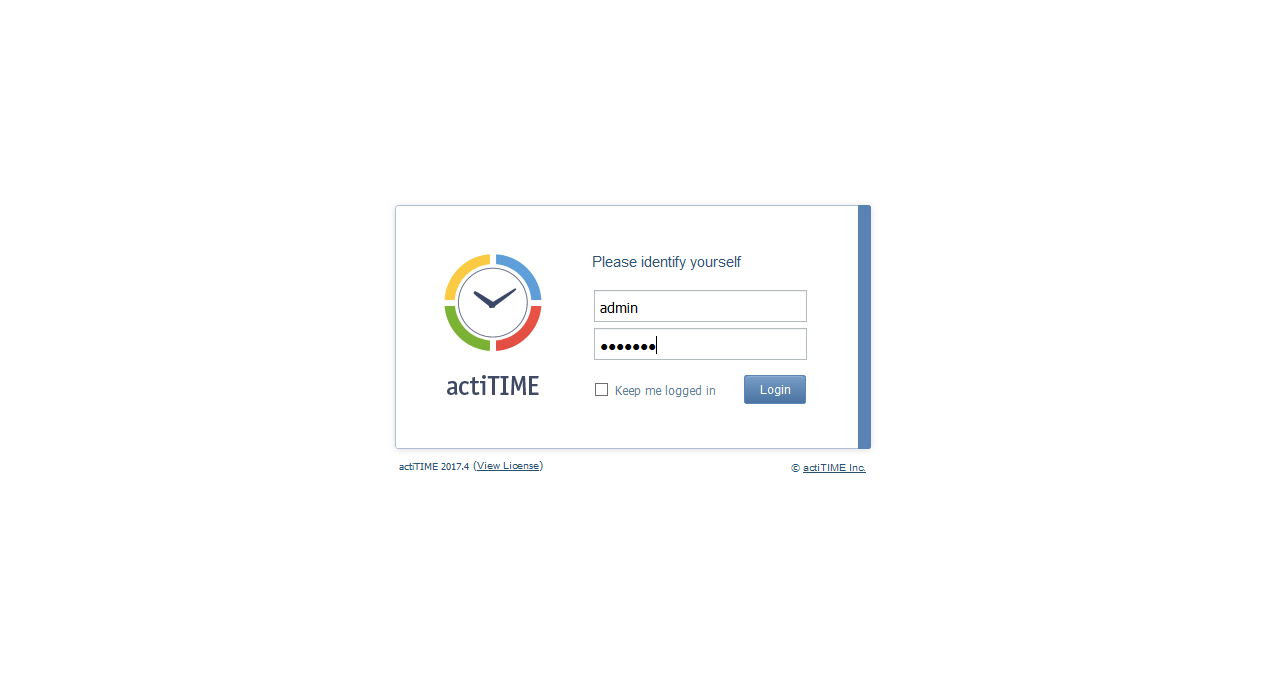 Please identify yourself
admin
•••••••
Keep me logged in
Login
actiTIME
actiTIME 2017.4 (View License)
© actiTIME Inc.